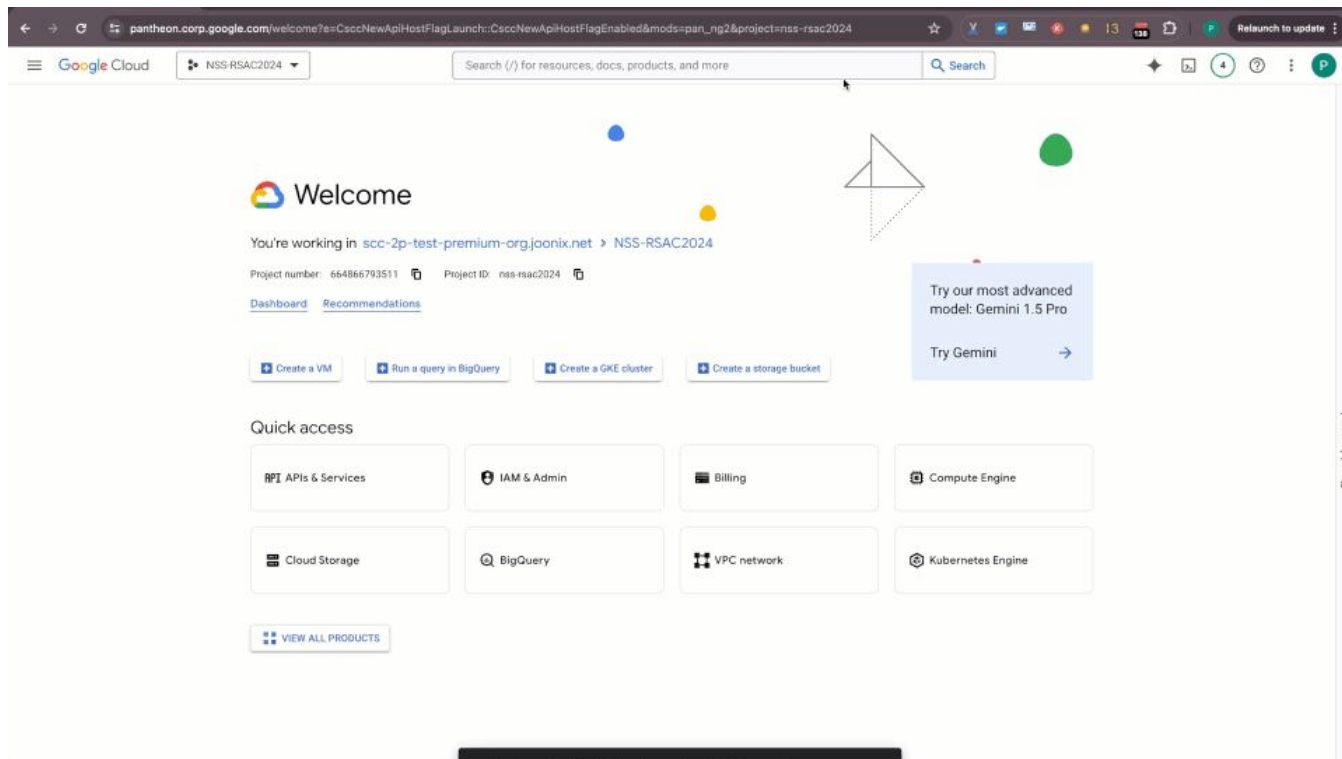 pantheon.corp.google.com/welcome?e=CsccNewApiHostFlagLaunch::CsccNewApiHostFlagEnabled&mods=pan_ng2&project=nss-rsac2024
13
138
P
Relaunch to update
Google Cloud
NSS-RSAC2024
Search (/) for resources, docs, products, and more
Search
4
P
Welcome
You're working in scc-2p-test-premium-org.joonix.net > NSS-RSAC2024
Project number: 664866793511 Project ID: nss-rsac2024
Dashboard Recommendations
Try our most advanced
model: Gemini 1.5 Pro
Try Gemini
Create a VM
Run a query in BigQuery
Create a GKE cluster
Create a storage bucket
Quick access
API APIs & Services
IAM & Admin
Billing
Compute Engine
Cloud Storage
BigQuery
VPC network
Kubernetes Engine
VIEW ALL PRODUCTS